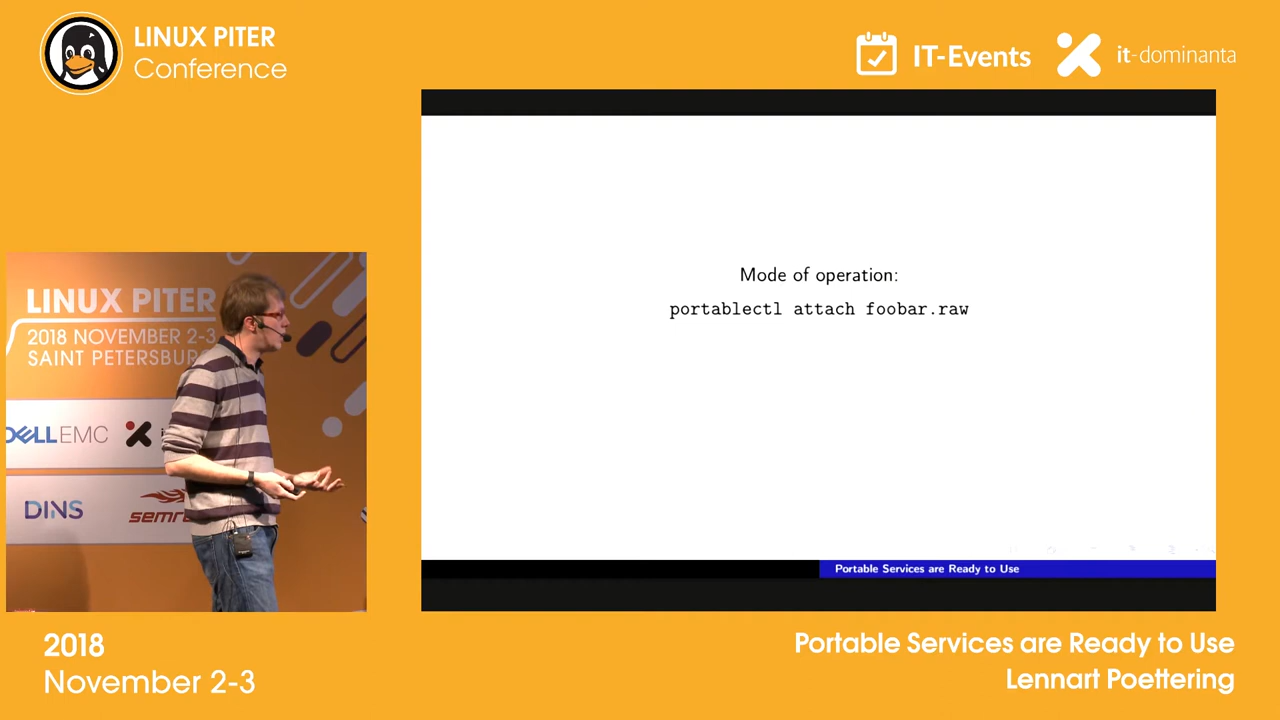 LINUX PITER
Conference
IT-Events
it-dominanta
Mode of operation:
portablectl attach foobar.raw
Portable Services are Ready to Use
LINUX PITER
2018 NOVEMBER 2-3
SAINT PETERSBURG
DELLEMC
DINS
semr
2018
November 2-3
Portable Services are Ready to Use
Lennart Poettering